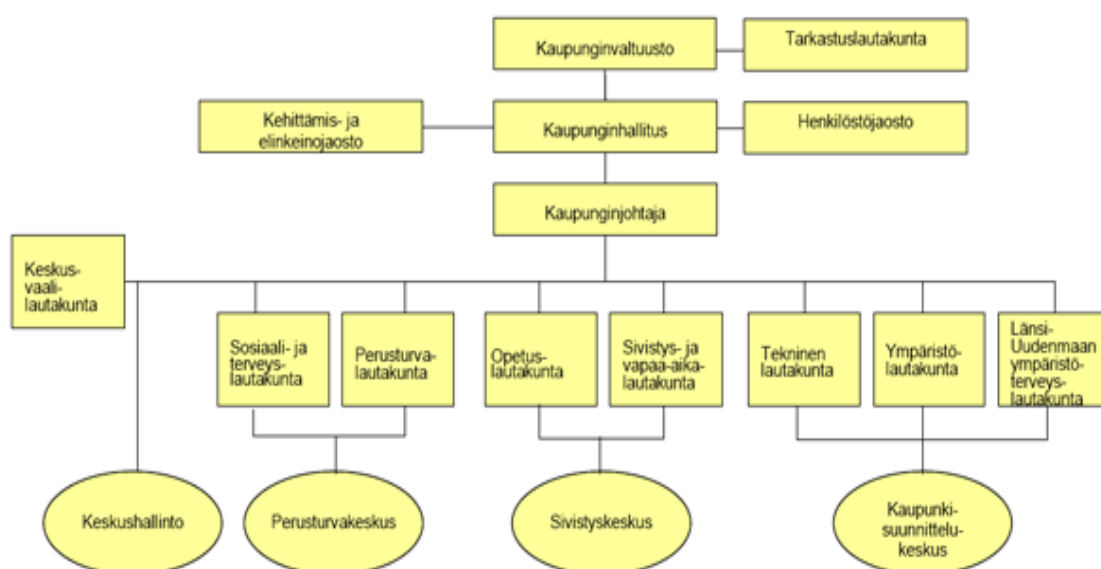 Kaupunginvaltuusto
Tarkastuslautakunta
Kehittämis- ja
elinkeinojaosto
Kaupunginhallitus
Henkilöstöjaosto
Kaupunginjohtaja
Keskus-
vaali-
lautakunta
Sosiaali- ja
terveys-
lautakunta
Perusturva-
lautakunta
Opetus-
lautakunta
Sivistys- ja
vapaa-aika-
lautakunta
Tekninen
lautakunta
Ympäristö-
lautakunta
Länsi-
Uudenmaan
ympäristö-
terveys-
lautakunta
Keskushallinto
Perusturvakeskus
Sivistyskeskus
Kaupunki-
suunnittelu-
keskus